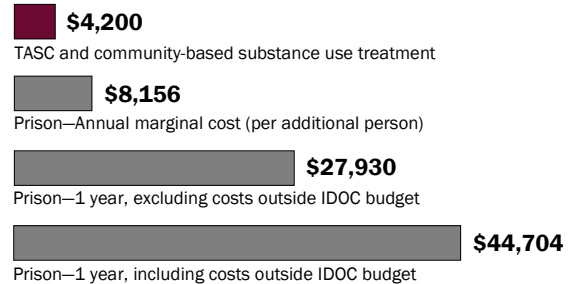 $4,200
TASC and community-based substance use treatment
$8,156
Prison—Annual marginal cost (per additional person)
$27,930
Prison—1 year, excluding costs outside IDOC budget
$44,704
Prison—1 year, including costs outside IDOC budget